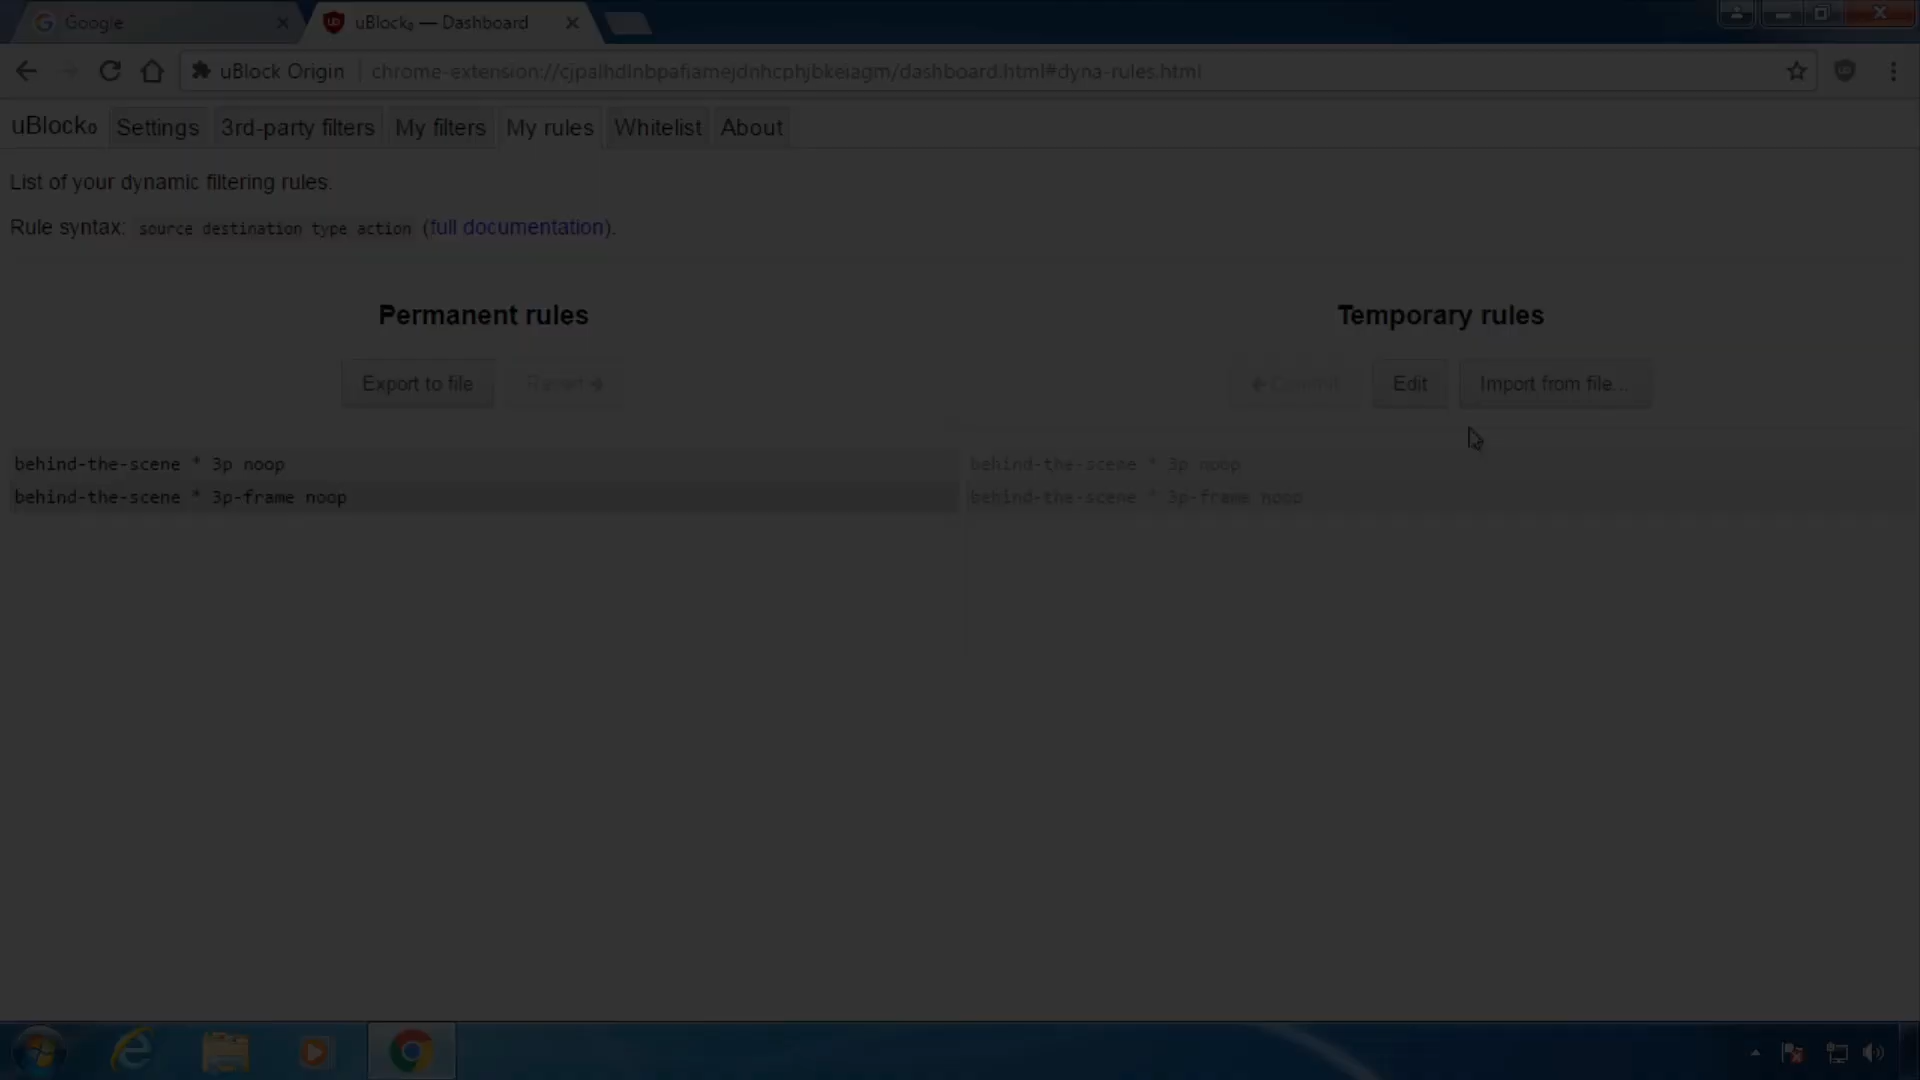 Google
uBlock₀ — Dashboard
uBlock Origin
chrome-extension://cjpalhdlnbpafiamejdnhcphjbkeiagm/dashboard.html#dyna-rules.html
uBlock₀
Settings
3rd-party filters
My filters
My rules
Whitelist
About
List of your dynamic filtering rules.
Rule syntax: source destination type action (full documentation).
Permanent rules
Temporary rules
Export to file
Revert
Commit
Edit
Import from file...
behind-the-scene * 3p noop
behind-the-scene * 3p noop
behind-the-scene * 3p-frame noop
behind-the-scene * 3p-frame noop